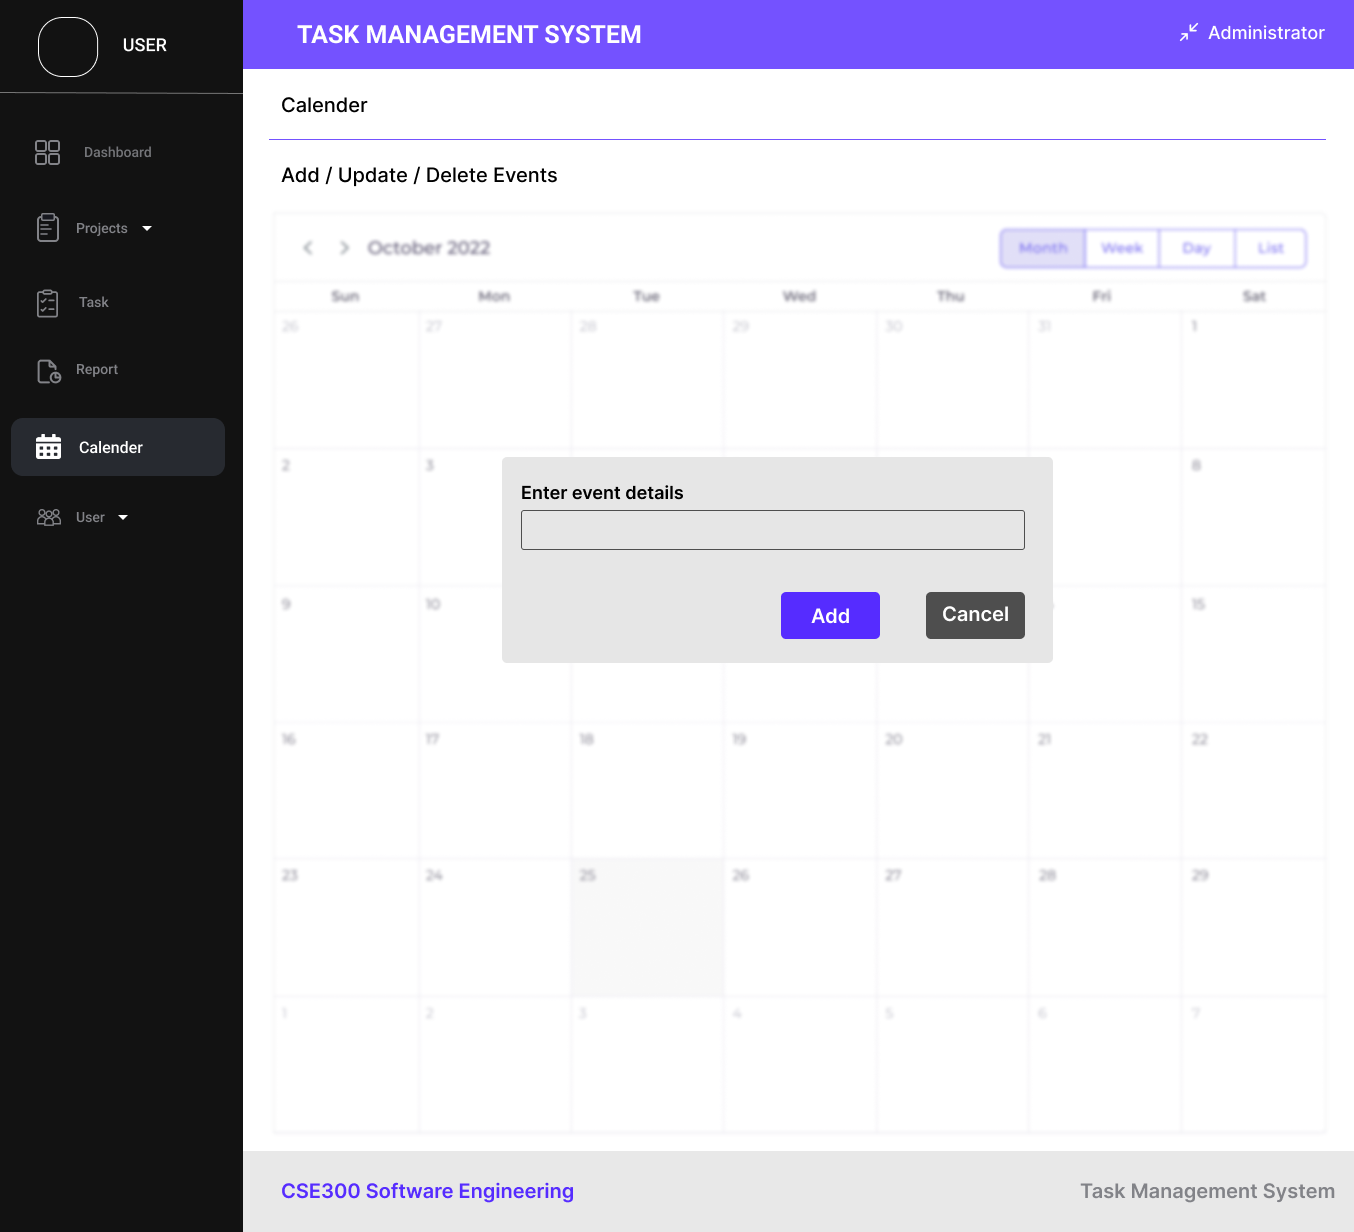 USER
TASK MANAGEMENT SYSTEM
Administrator
Dashboard
Projects
Task
Report
Calender
User
Calender
Add / Update / Delete Events
October 2022
Month Week Day List
Sun Mon Tue Wed Thu Fri Sat
26 27 28 29 30 31 1
2 3 8
9 10 15
16 17 18 19 20 21 22
23 24 25 26 27 28 29
1 2 3 4 5 6 7
Enter event details
Add
Cancel
CSE300 Software Engineering
Task Management System